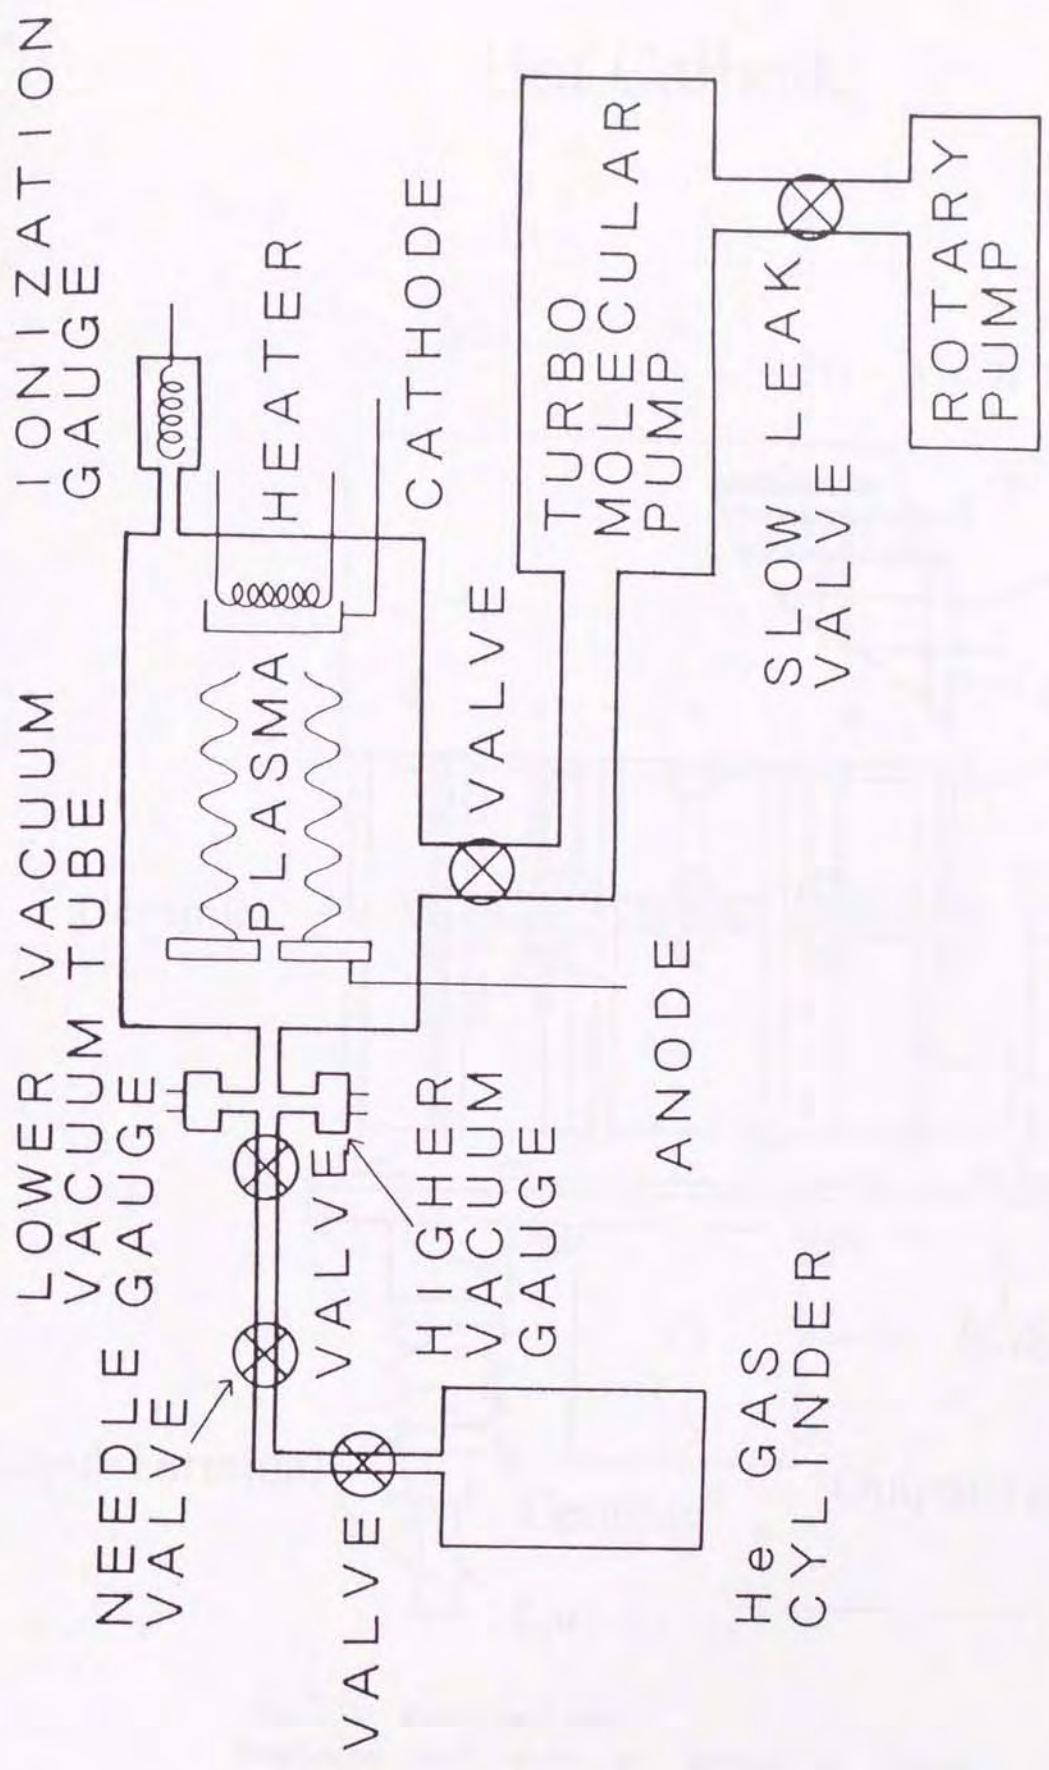 LOWER
VACUUM
GAUGE
VACUUM
TUBE
IONIZATION
GAUGE
NEEDLE
VALVE
VALVE
VALVE
HIGHER
VACUUM
GAUGE
PLASMA
HEATER
CATHODE
ANODE
VALVE
TURBO
MOLECULAR
PUMP
SLOW LEAK
VALVE
ROTARY
PUMP
He GAS
CYLINDER